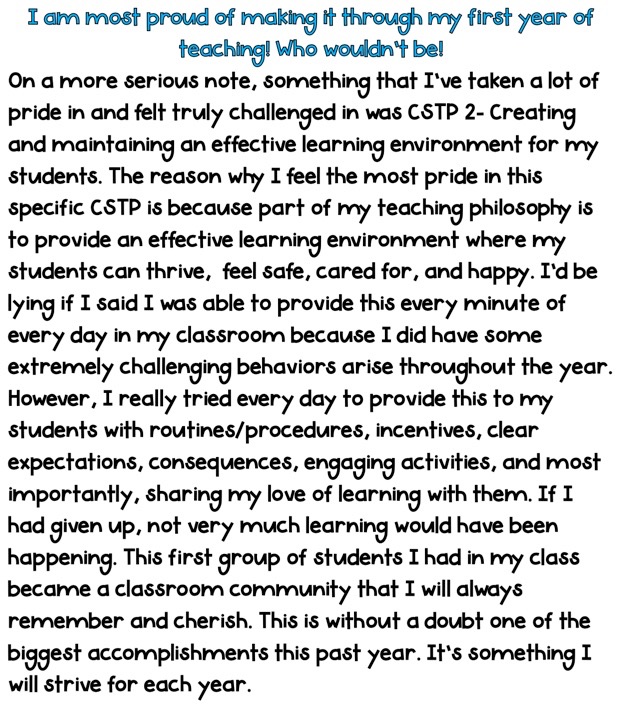 I am most proud of making it through my first year of
teaching! Who wouldn't be!
On a more serious note, something that I've taken a lot of
pride in and felt truly challenged in was CSTP 2- Creating
and maintaining an effective learning environment for my
students. The reason why I feel the most pride in this
specific CSTP is because part of my teaching philosophy is
to provide an effective learning environment where my
students can thrive, feel safe, cared for, and happy. I'd be
lying if I said I was able to provide this every minute of
every day in my classroom because I did have some
extremely challenging behaviors arise throughout the year.
However, I really tried every day to provide this to my
students with routines/procedures, incentives, clear
expectations, consequences, engaging activities, and most
importantly, sharing my love of learning with them. If I
had given up, not very much learning would have been
happening. This first group of students I had in my class
became a classroom community that I will always
remember and cherish. This is without a doubt one of the
biggest accomplishments this past year. It's something I
will strive for each year.